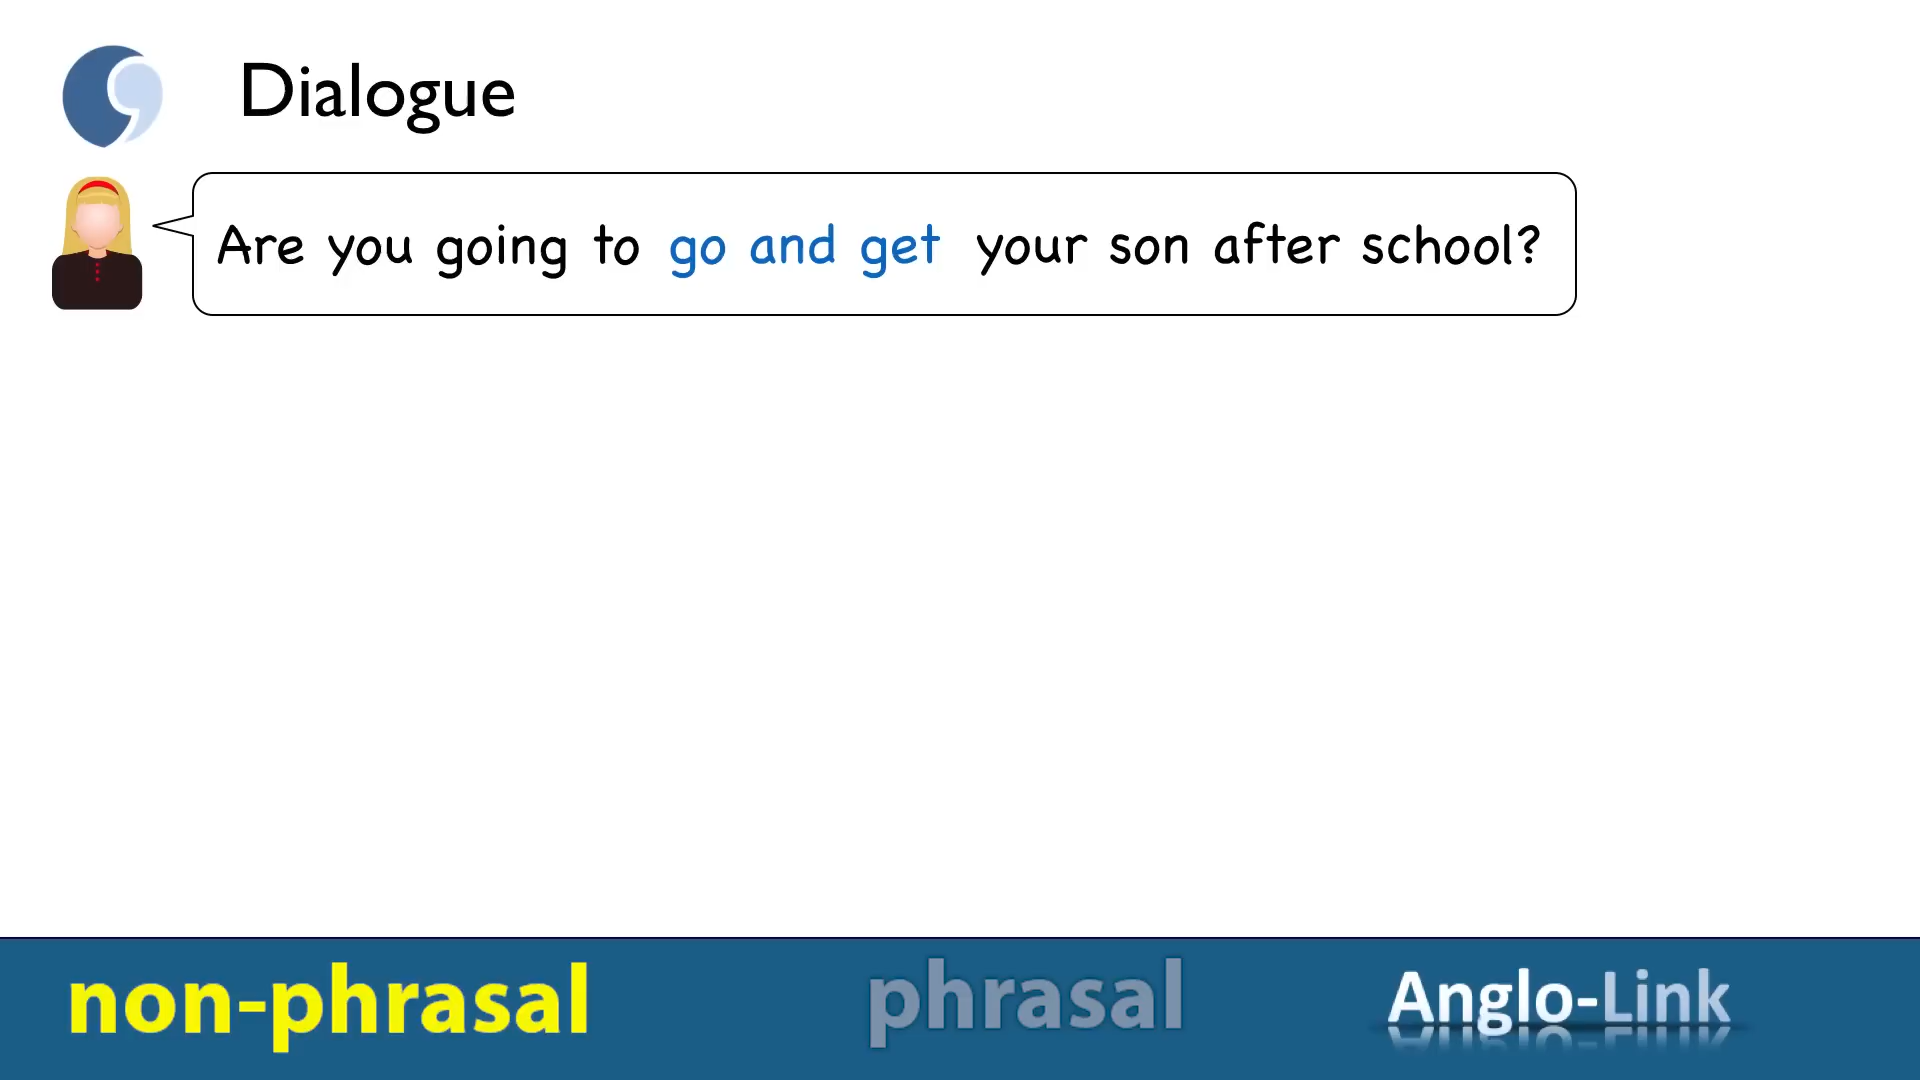 Dialogue
Are you going to go and get your son after school?
non-phrasal
phrasal
Anglo-Link